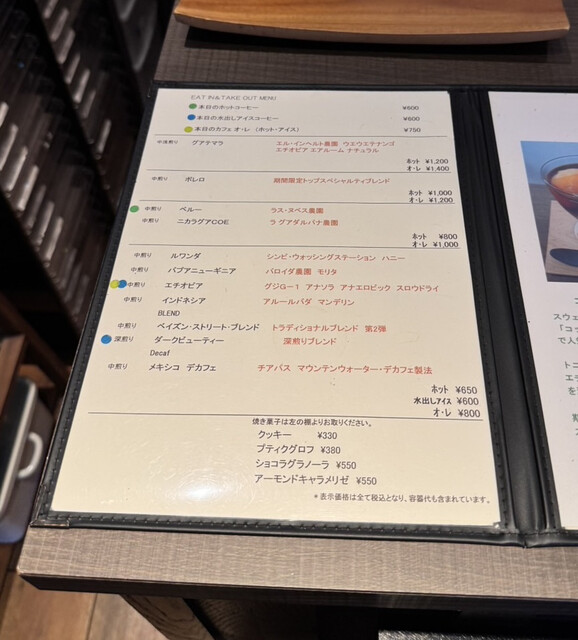 EAT IN&TAKE OUT MENU
本日のホットコーヒー ¥600
本日の水出しアイスコーヒー ¥600
本日のカフェオ・レ (ホット・アイス) ¥750
中浅煎り グアテマラ エル・インヘルト農園 ウエウエテナンゴ
エチオピア エアルーム ナチュラル
ホット ¥1,200
オ・レ ¥1,400
中煎り ボレロ 期間限定トップスペシャルティブレンド
ホット ¥1,000
オ・レ ¥1,200
中煎り ペルー ラス・ヌベス農園
中煎り ニカラグアCOE ラ グアダルパナ農園
ホット ¥800
オ・レ ¥1,000
中煎り ルワンダ シンビ・ウォッシングステーション ハニー
中煎り パプアニューギニア バロイダ農園 モリタ
中煎り エチオピア グジG-1 アナソラ アナエロビック スロウドライ
中煎り インドネシア アルールバダ マンデリン
BLEND
中煎り ベイズン・ストリート・ブレンド トラディショナルブレンド 第2弾
深煎り ダークビューティー 深煎りブレンド
Decaf
中煎り メキシコ デカフェ チアパス マウンテンウォーター・デカフェ製法
ホット ¥650
水出しアイス ¥600
オ・レ ¥800
焼き菓子は左の棚よりお取りください。
クッキー ¥330
プティクグロフ ¥380
ショコラグラノーラ ¥550
アーモンドキャラメリゼ ¥550
*表示価格は全て税込となり、容器代も含まれています。
スウェ
「コッ
で人
トニ
エラ
を